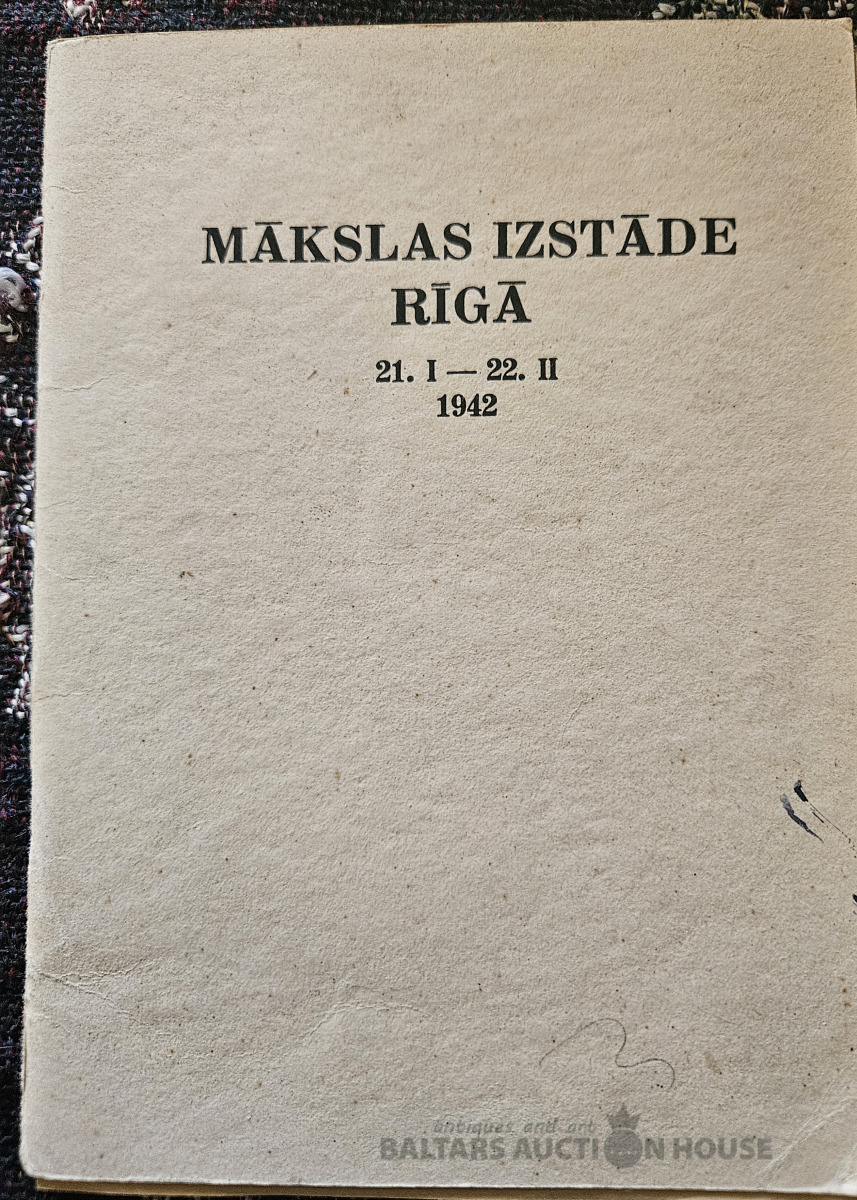 MĀKSLAS IZSTĀDE
RĪGĀ
21. I — 22. II
1942
antiques and art
BALTARS AUCTION HOUSE